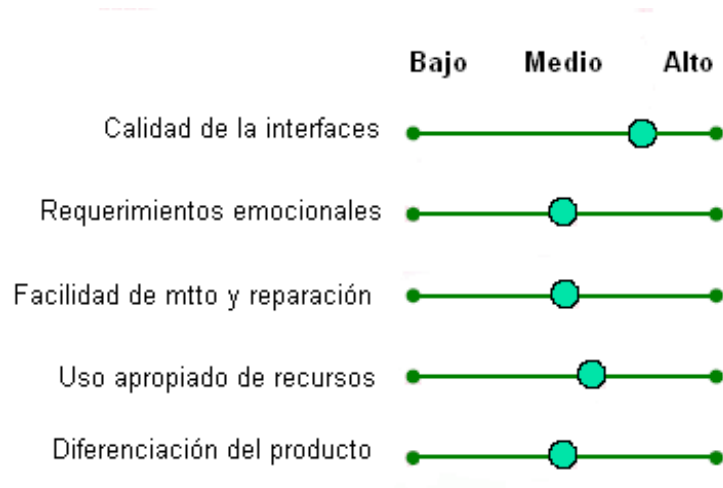 Bajo Medio Alto
Calidad de la interfaces
Requerimientos emocionales
Facilidad de mtto y reparación
Uso apropiado de recursos
Diferenciación del producto